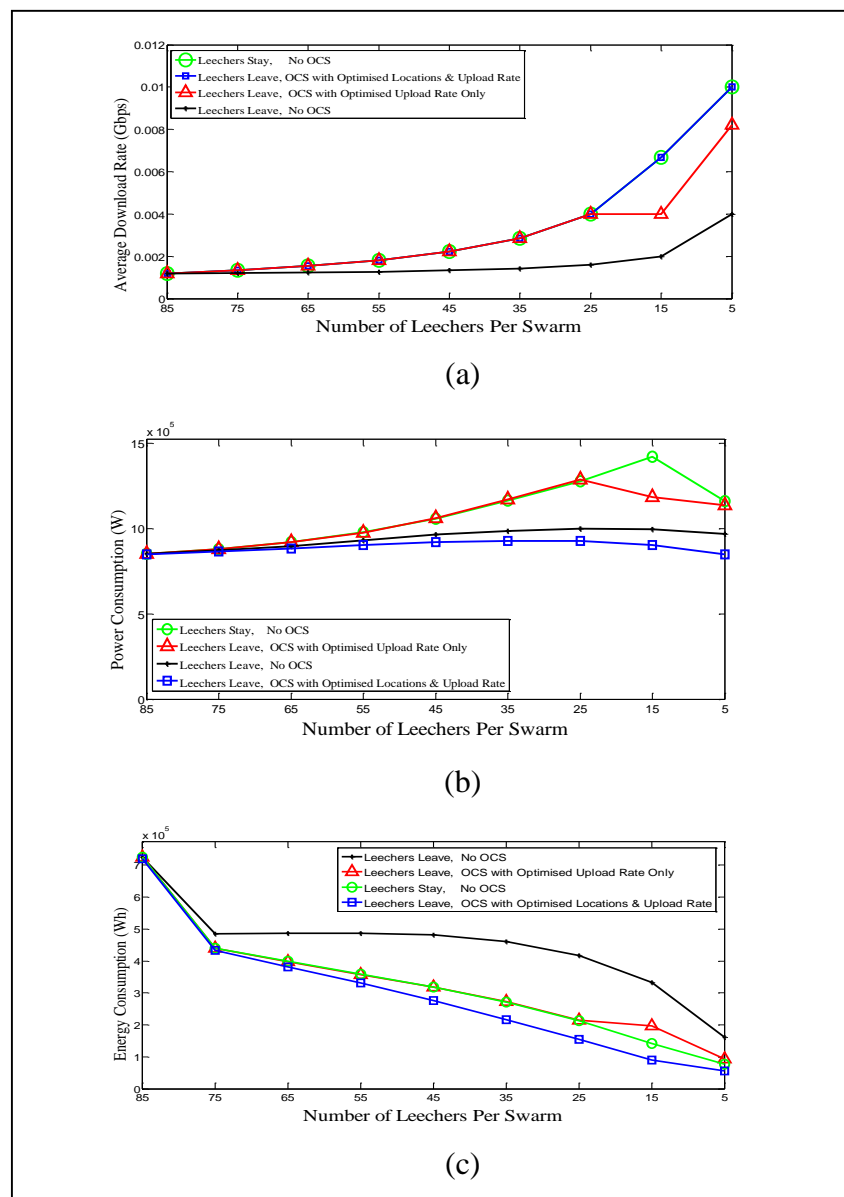 0.012
0.01
0.008
0.006
0.004
0.002
0
Average Download Rate (Gbps)
Leechers Stay, No OCS
Leechers Leave, OCS with Optimised Locations & Upload Rate
Leechers Leave, OCS with Optimised Upload Rate Only
Leechers Leave, No OCS
85 75 65 55 45 35 25 15 5
Number of Leechers Per Swarm
(a)
x 10^5
15
10
5
0
Power Consumption (W)
Leechers Stay, No OCS
Leechers Leave, OCS with Optimised Upload Rate Only
Leechers Leave, No OCS
Leechers Leave, OCS with Optimised Locations & Upload Rate
85 75 65 55 45 35 25 15 5
Number of Leechers Per Swarm
(b)
x 10^5
7
6
5
4
3
2
1
0
Energy Consumption (Wh)
Leechers Leave, No OCS
Leechers Leave, OCS with Optimised Upload Rate Only
Leechers Stay, No OCS
Leechers Leave, OCS with Optimised Locations & Upload Rate
85 75 65 55 45 35 25 15 5
Number of Leechers Per Swarm
(c)